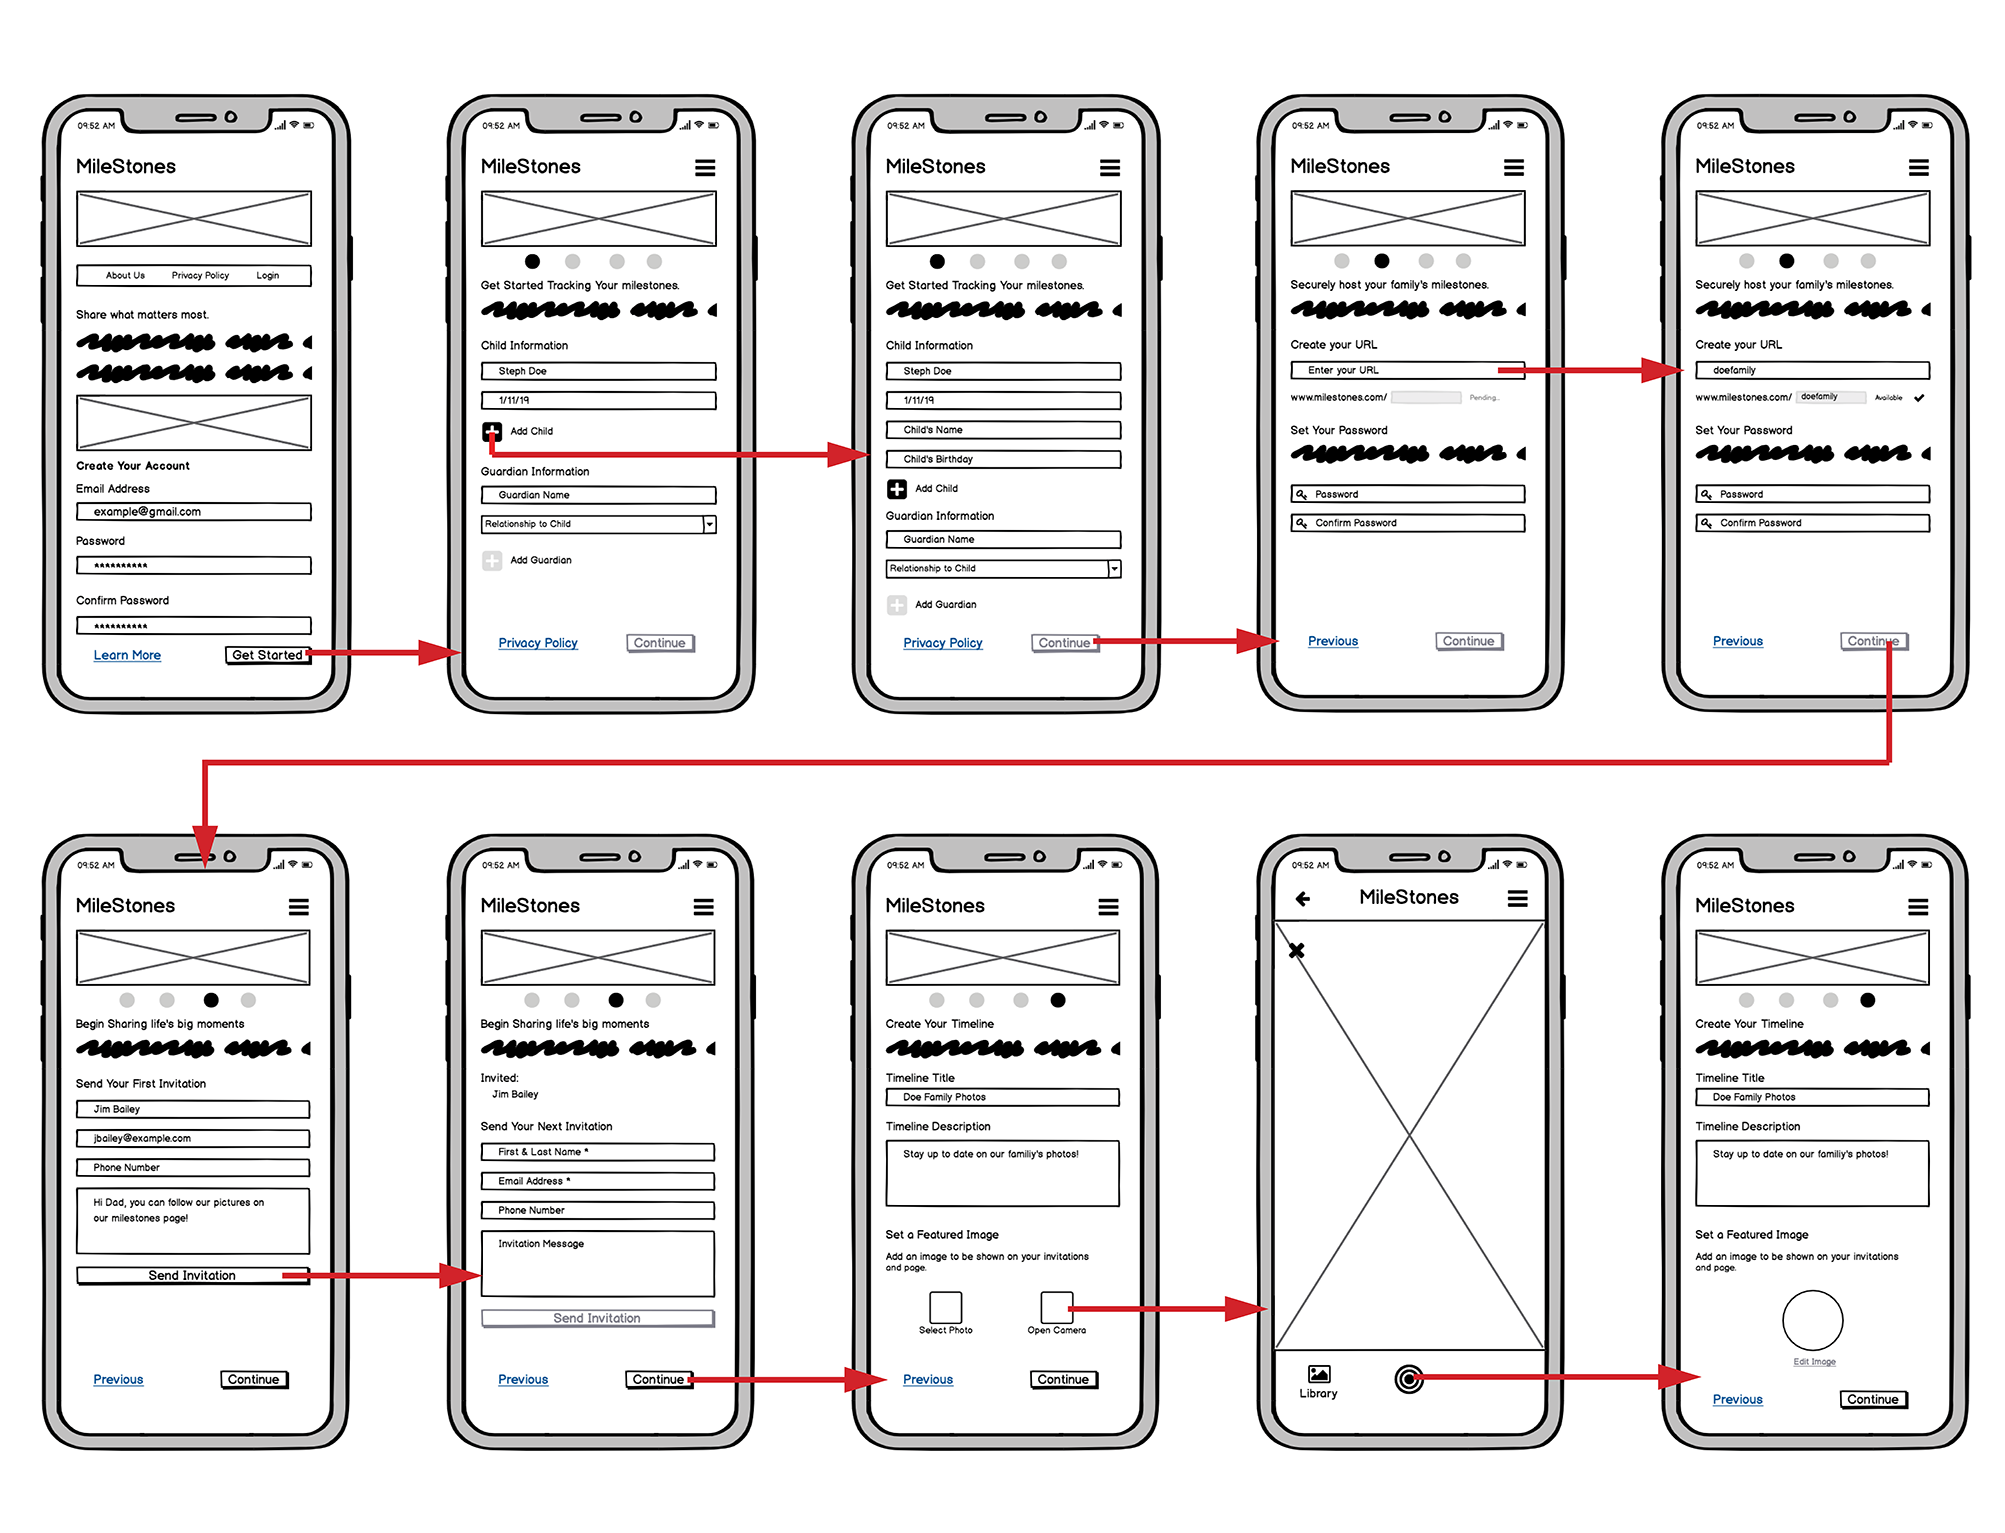 09:52 AM
MileStones
About Us Privacy Policy Login
Share what matters most.
Create Your Account
Email Address
example@gmail.com
Password
**********
Confirm Password
**********
Learn More Get Started
09:52 AM
MileStones
Get Started Tracking Your milestones.
Child Information
Steph Doe
1/11/19
Add Child
Guardian Information
Guardian Name
Relationship to Child
Add Guardian
Privacy Policy Continue
09:52 AM
MileStones
Get Started Tracking Your milestones.
Child Information
Steph Doe
1/11/19
Child's Name
Child's Birthday
Add Child
Guardian Information
Guardian Name
Relationship to Child
Add Guardian
Privacy Policy Continue
09:52 AM
MileStones
Securely host your family's milestones.
Create your URL
Enter your URL
www.milestones.com/ Pending...
Set Your Password
Password
Confirm Password
Previous Continue
09:52 AM
MileStones
Securely host your family's milestones.
Create your URL
doefamily
www.milestones.com/ doefamily Available
Set Your Password
Password
Confirm Password
Previous Continue
09:52 AM
MileStones
Begin Sharing life's big moments
Send Your First Invitation
Jim Bailey
jbailey@example.com
Phone Number
Hi Dad, you can follow our pictures on
our milestones page!
Send Invitation
Previous Continue
09:52 AM
MileStones
Begin Sharing life's big moments
Invited:
Jim Bailey
Send Your Next Invitation
First & Last Name *
Email Address *
Phone Number
Invitation Message
Send Invitation
Previous Continue
09:52 AM
MileStones
Create Your Timeline
Timeline Title
Doe Family Photos
Timeline Description
Stay up to date on our familiy's photos!
Set a Featured Image
Add an image to be shown on your invitations
and page.
Select Photo Open Camera
Previous Continue
09:52 AM
MileStones
Library
09:52 AM
MileStones
Create Your Timeline
Timeline Title
Doe Family Photos
Timeline Description
Stay up to date on our familiy's photos!
Set a Featured Image
Add an image to be shown on your invitations
and page.
Edit Image
Previous Continue